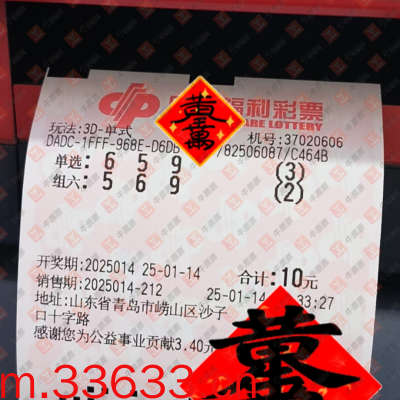 福利彩票
ARE LOTTERY
玩法:3D-单式
机号:37020606
DADC-1FFF-968E-D6DB
/82506087/C464B
单选: 6 5 9 (3)
组六: 5 6 9 (2)
开奖期:2025014 25-01-14
合计:10元
销售期:2025014-212
25-01-14
33:27
地址:山东省青岛市崂山区沙子
口十字路
感谢您为公益事业贡献3.40元
m.33633